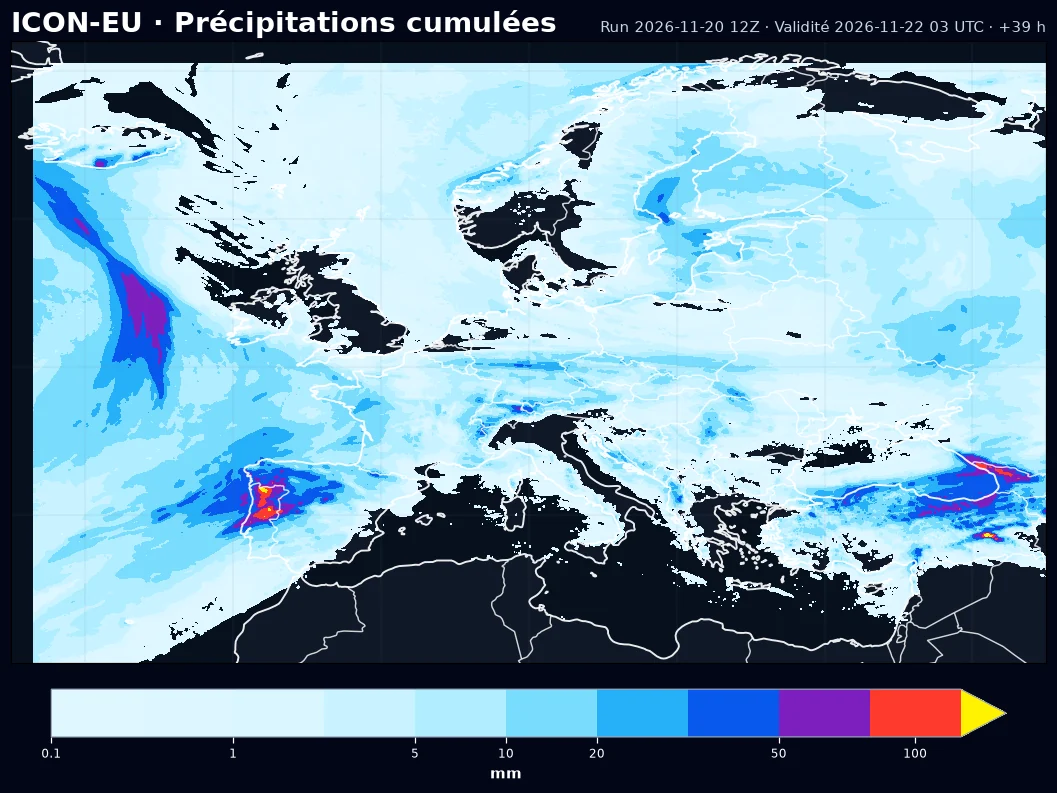 ICON-EU · Précipitations cumulées
Run 2026-11-20 12Z · Validité 2026-11-22 03 UTC · +39 h
0.1 1 5 10 20 50 100
mm